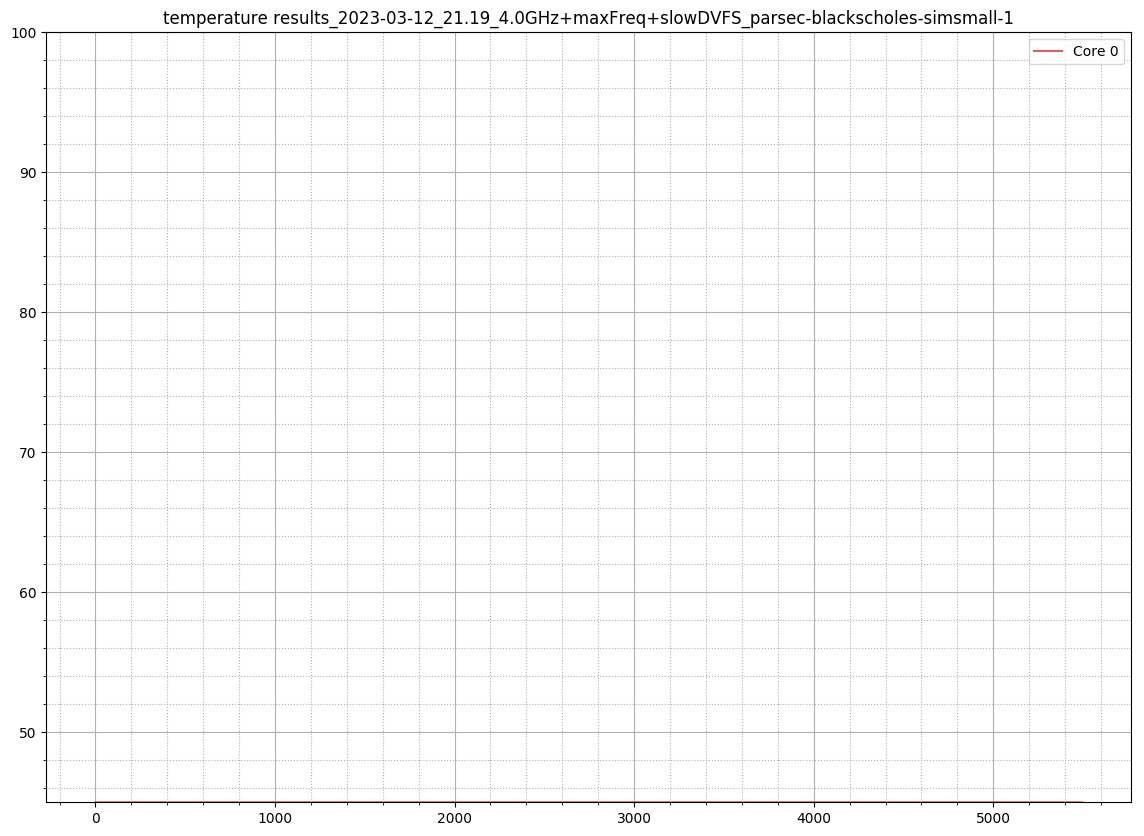 temperature results_2023-03-12_21.19_4.0GHz+maxFreq+slowDVFS_parsec-blackscholes-simsmall-1
Core 0
100
90
80
70
60
50
0 1000 2000 3000 4000 5000